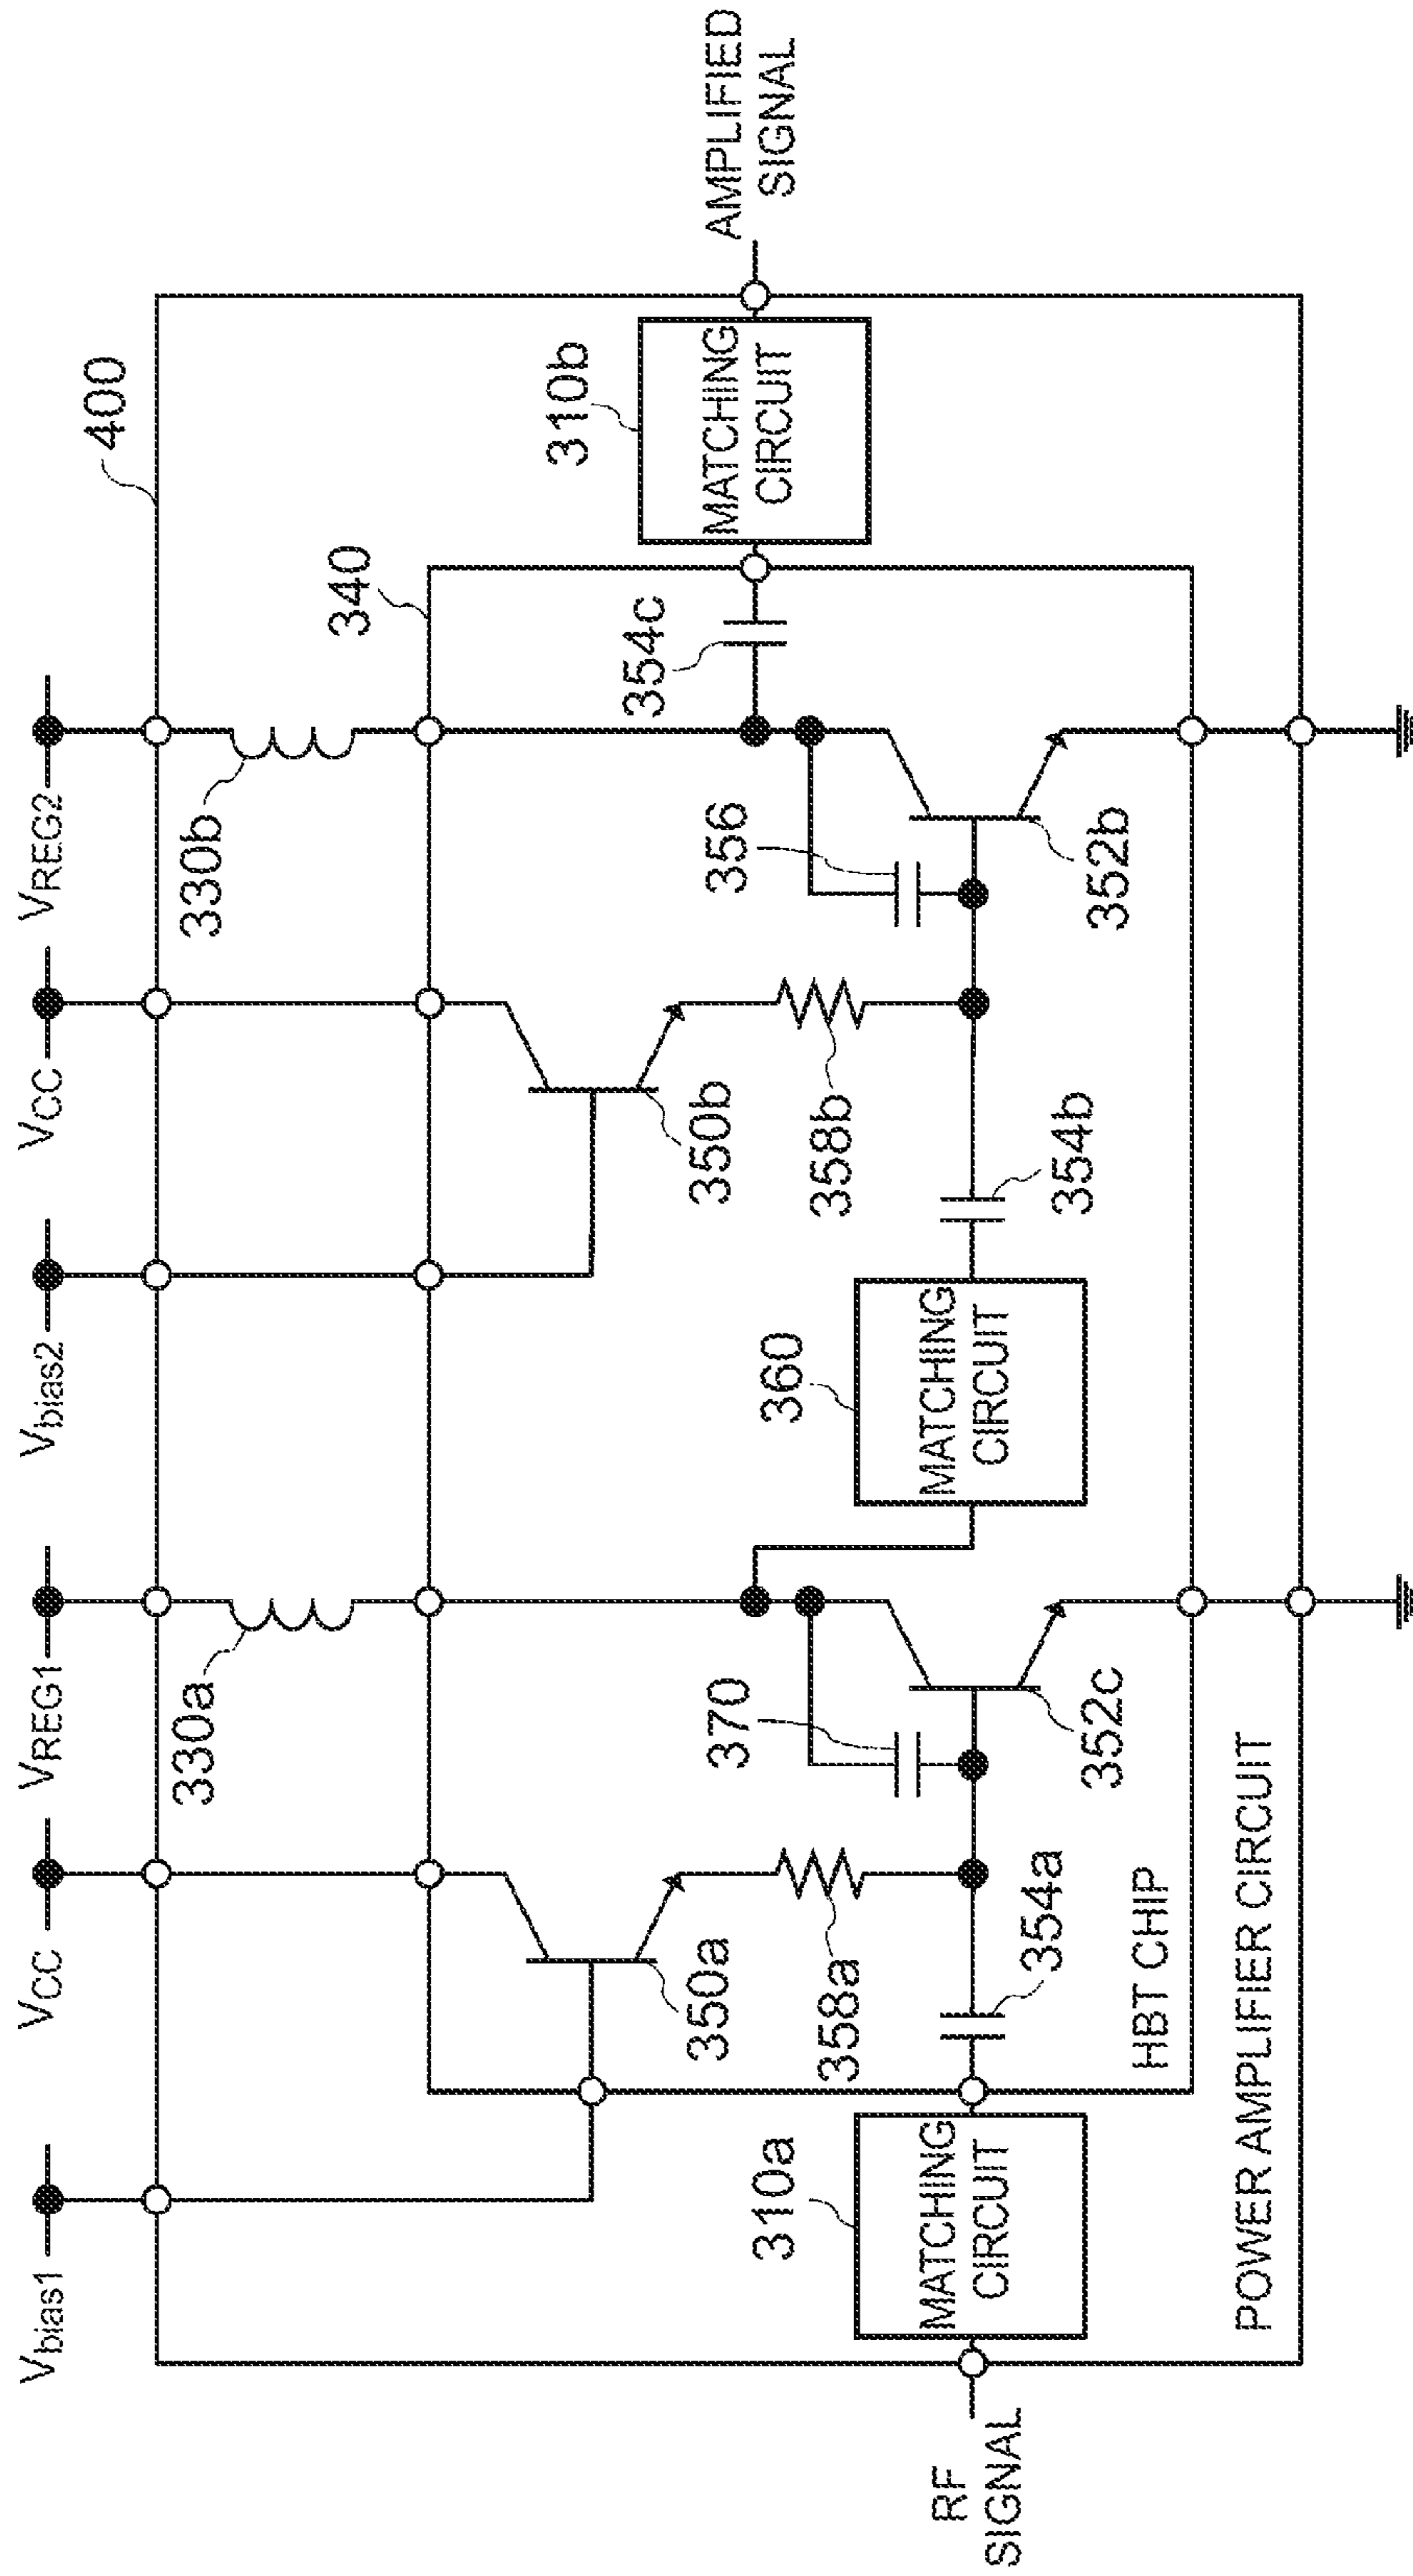 Vbias1
VCC
VREG1
Vbias2
VCC
VREG2
400
330a
330b
340
350a
350b
354c
310b
MATCHING
CIRCUIT
AMPLIFIED
SIGNAL
370
356
358a
358b
310a
MATCHING
CIRCUIT
360
MATCHING
CIRCUIT
RF
SIGNAL
354a
352c
354b
352b
HBT CHIP
POWER AMPLIFIER CIRCUIT